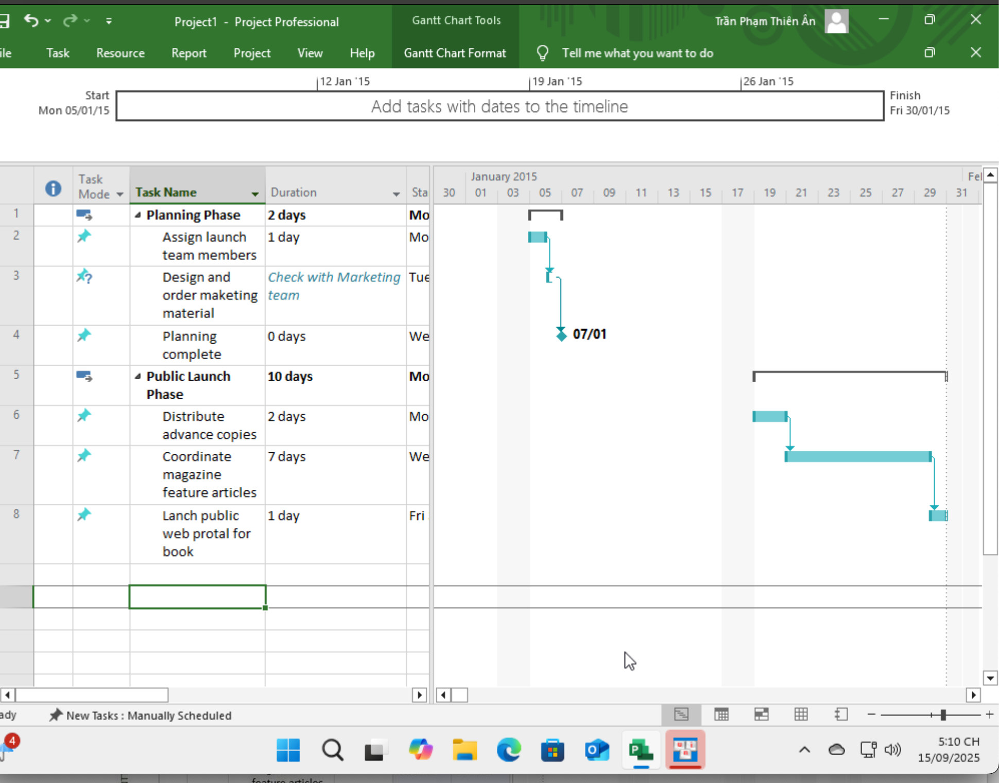 Project1 - Project Professional
Gantt Chart Tools
Trần Phạm Thiên Ân
ile
Task
Resource
Report
Project
View
Help
Gantt Chart Format
Tell me what you want to do
12 Jan '15
19 Jan '15
26 Jan '15
Start
Mon 05/01/15
Add tasks with dates to the timeline
Finish
Fri 30/01/15
Task
Mode
Task Name
Duration
Sta
January 2015
Fel
30 01 03 05 07 09 11 13 15 17 19 21 23 25 27 29 31
1
Planning Phase
2 days
Mo
2
Assign launch
team members
1 day
Mo
3
Design and
order maketing
material
Check with Marketing
team
Tue
4
Planning
complete
0 days
We
07/01
5
Public Launch
Phase
10 days
Mo
6
Distribute
advance copies
2 days
Mo
7
Coordinate
magazine
feature articles
7 days
We
8
Lanch public
web protal for
book
1 day
Fri
ady
New Tasks : Manually Scheduled
4
5:10 CH
15/09/2025
feature articles